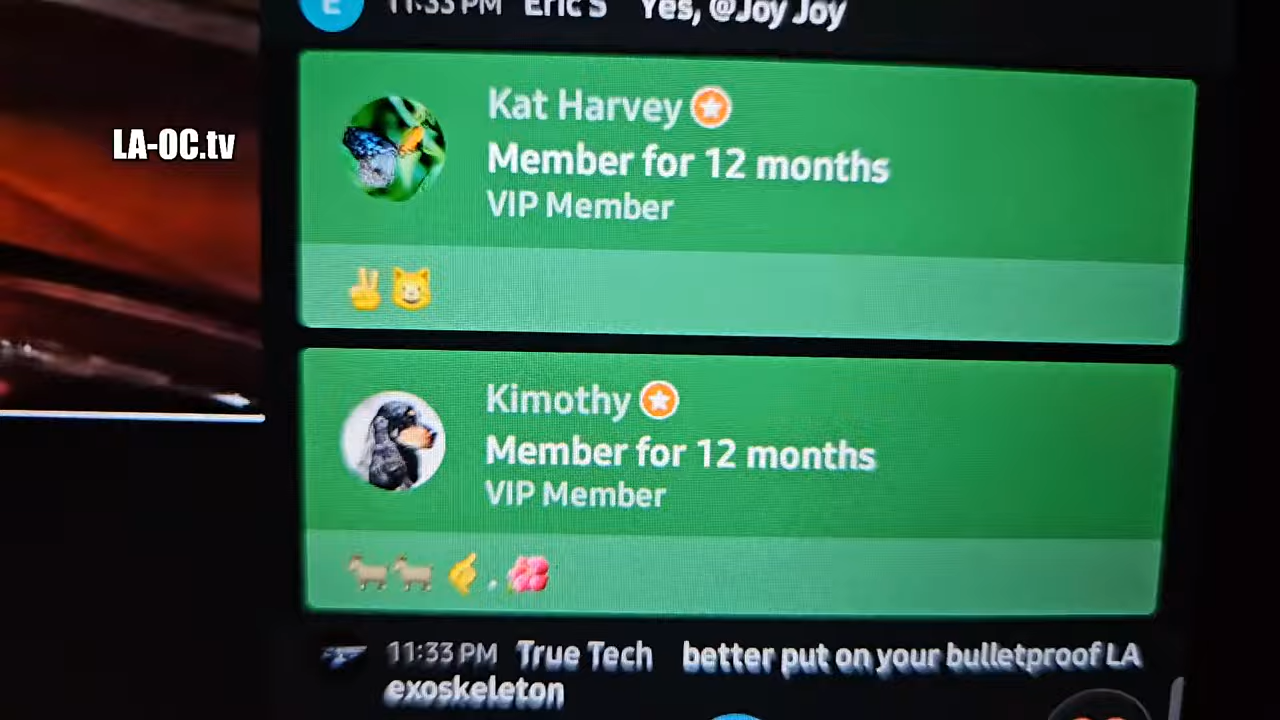 E 11:33 PM Eric S Yes, @Joy Joy
LA-OC.tv
Kat Harvey
Member for 12 months
VIP Member
Kimothy
Member for 12 months
VIP Member
11:33 PM True Tech better put on your bulletproof LA
exoskeleton